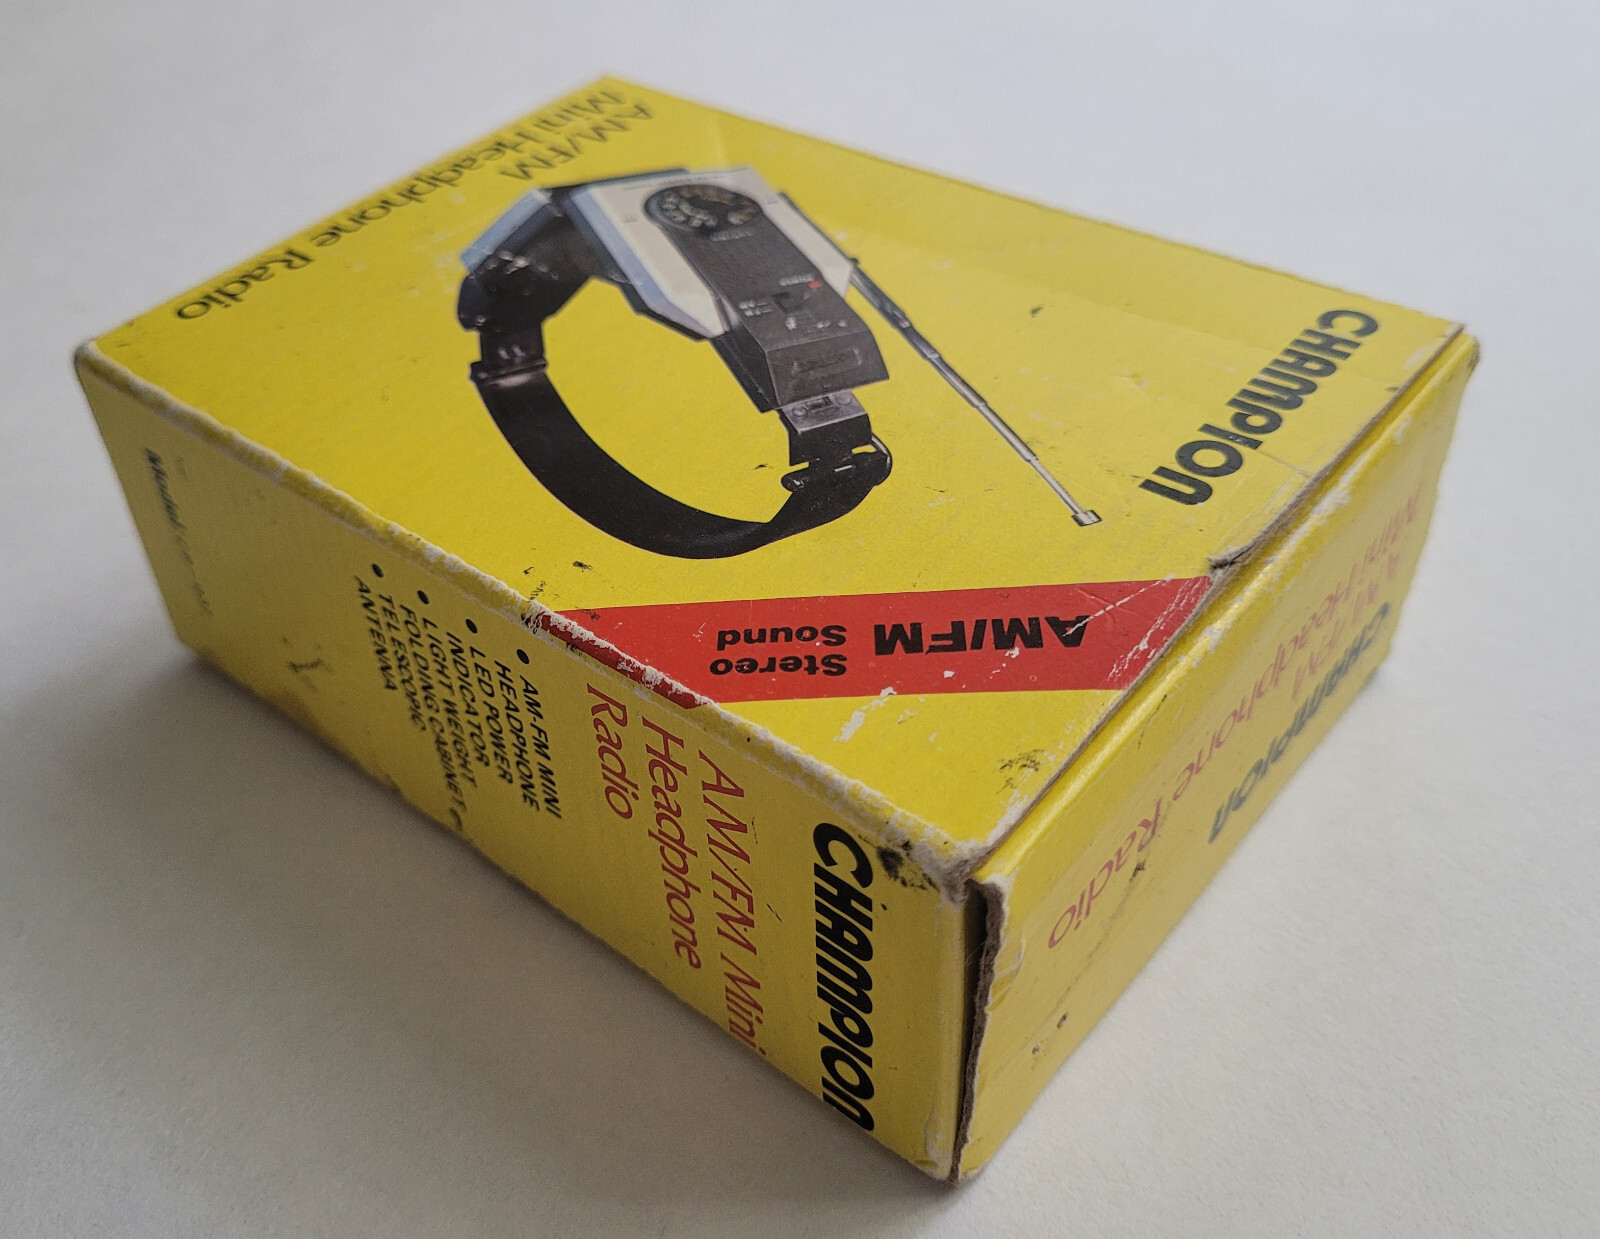 CHAMPION
AM/FM
Stereo
Sound
AM/FM
Mini Headphone Radio
CHAMPION
AM/FM Mini
Headphone
Radio
• AM-FM MINI
HEADPHONE
• LED POWER
INDICATOR
• LIGHT WEIGHT
FOLDING CABINET
• TELEXCOPIC
ANTENNA
Model
CHAMPION
AM/FM
Mini Headphone Radio